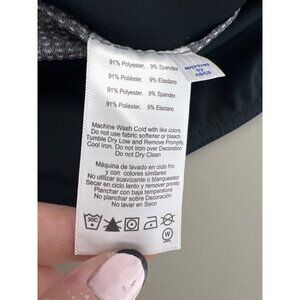 91% Polyester, 9% Spandex
91% Poliéster, 9% Elastano
91% Polyester, 9% Spandex
91% Poliéster, 9% Elastano
Machine Wash Cold with like colors.
Do not use fabric softener or bleach.
Tumble Dry Low and Remove Promptly.
Cool Iron. Do not iron over Decoration
Do not Dry Clean
Máquina de lavado en ciclo frio
y con colores similares
No utilizar suavizante o blanqueador
Secar en ciclo lento y remover pronto
Planchar con baja temperatura
No planchar la Decoración
No lavar en Seco
30C
W